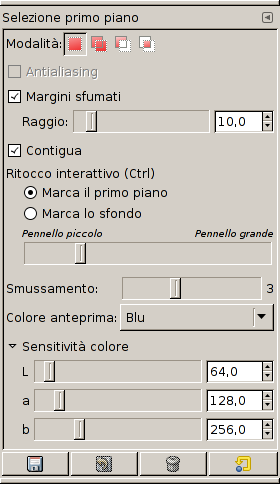 Selezione primo piano
Modalità:
Antialiasing
Margini sfumati
Raggio: 10,0
Contigua
Ritocco interattivo (Ctrl)
Marca il primo piano
Marca lo sfondo
Pennello piccolo Pennello grande
Smussamento: 3
Colore anteprima: Blu
Sensitività colore
L 64,0
a 128,0
b 256,0